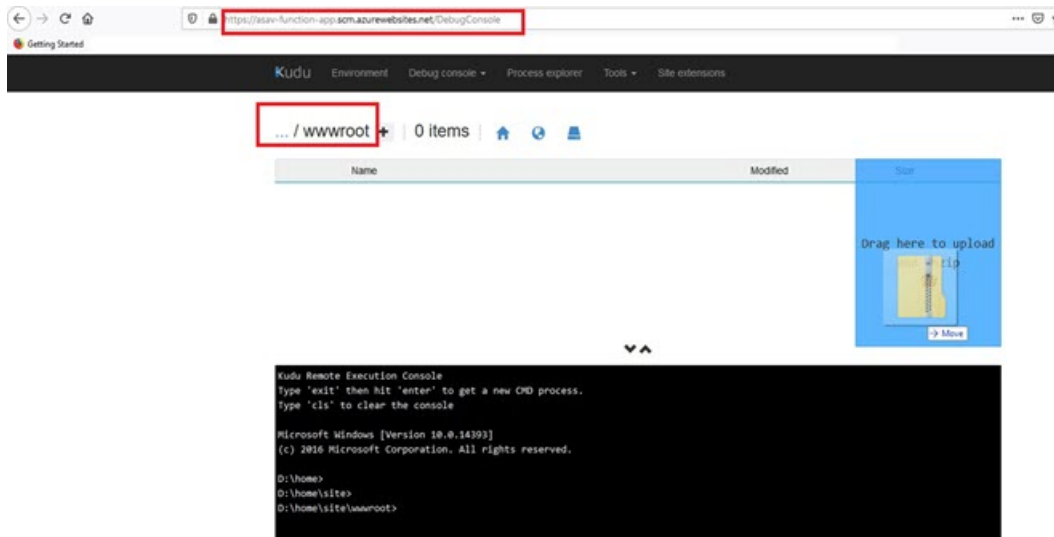 https://asav-function-app.scm.azurewebsites.net/DebugConsole
Getting Started
Kudu Environment Debug console Process explorer Tools Site extensions
... / wwwroot + 0 items
Name Modified Size
Drag here to upload
zip
Move
Kudu Remote Execution Console
Type 'exit' then hit 'enter' to get a new CMD process.
Type 'cls' to clear the console
Microsoft Windows [Version 10.0.14393]
(c) 2016 Microsoft Corporation. All rights reserved.
D:\home>
D:\home\site>
D:\home\site\wwwroot>